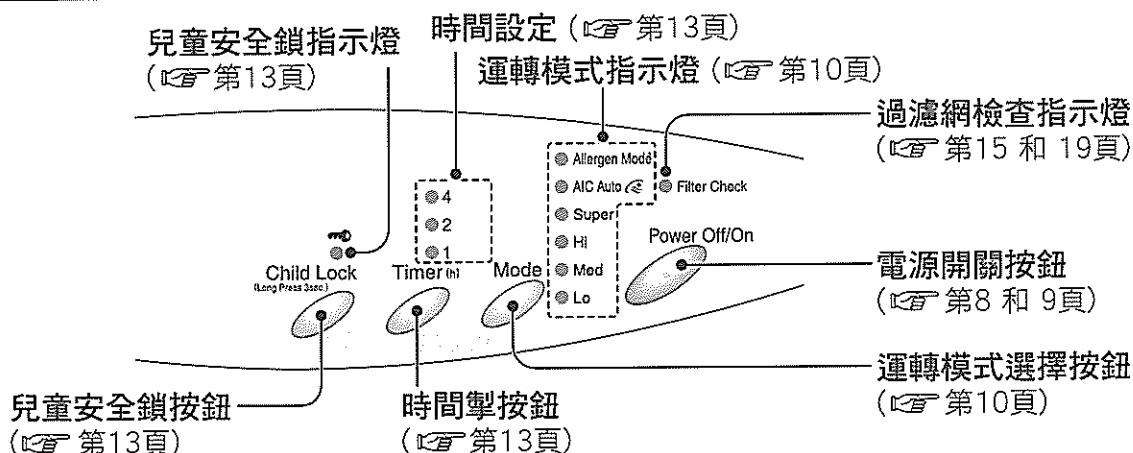 時間設定 (☞ 第13頁)
兒童安全鎖指示燈
(☞ 第13頁)
運轉模式指示燈 (☞ 第10頁)
過濾網檢查指示燈
(☞ 第15 和 19頁)
Allergen Mode
AIC Auto
Filter Check
4
Super
2
Hi
Power Off/On
1
Child Lock
(Long Press 3sec.)
Timer (h)
Mode
Med
電源開關按鈕
(☞ 第8 和 9頁)
Lo
運轉模式選擇按鈕
(☞ 第10頁)
兒童安全鎖按鈕
(☞ 第13頁)
時間掣按鈕
(☞ 第13頁)